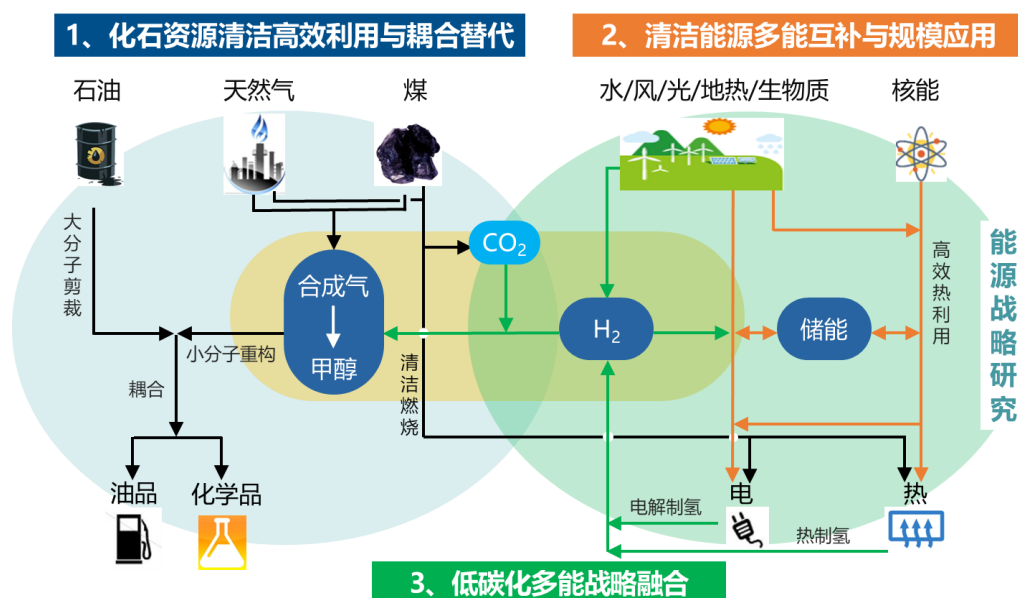 1、化石资源清洁高效利用与耦合替代
2、清洁能源多能互补与规模应用
石油
天然气
煤
水/风/光/地热/生物质
核能
大分子剪裁
CO₂
合成气
甲醇
H₂
储能
高效热利用
能源战略研究
小分子重构
清洁燃烧
耦合
油品
化学品
电
热
电解制氢
热制氢
3、低碳化多能战略融合